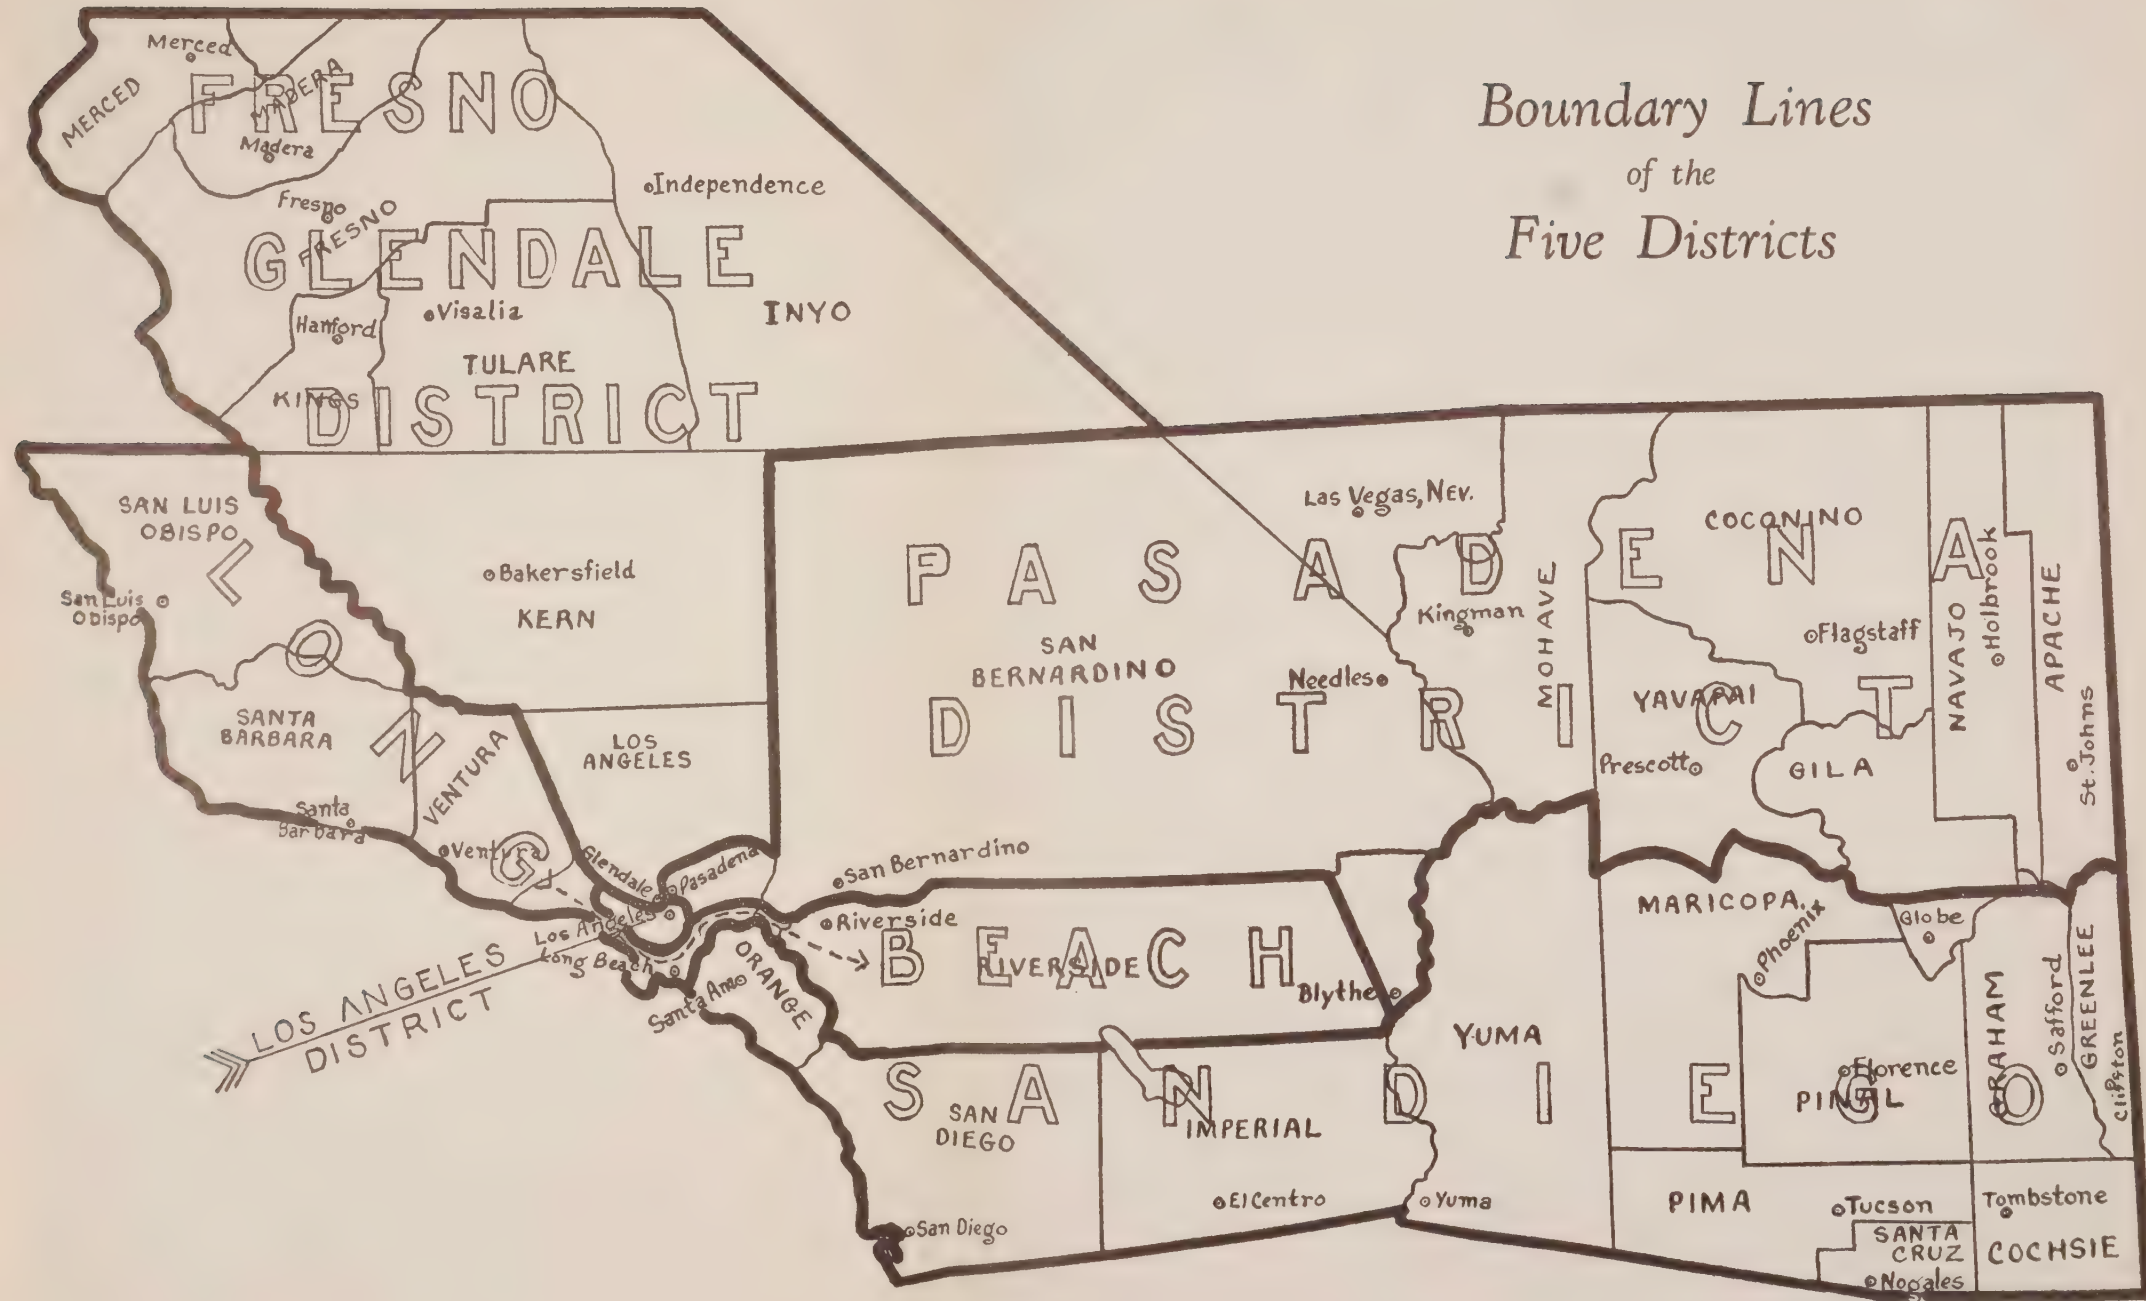 Boundary Lines
of the
Five Districts
Merced
MERCED
MADERA
Madera
FRESNO
Fresno
FRESNO
Independence
GLENDALE
INYO
Hanford
Visalia
TULARE
KINGS
DISTRICT
SAN LUIS
OBISPO
San Luis
Obispo
Bakersfield
KERN
LONG
SANTA
BARBARA
Santa
Barbara
VENTURA
Ventura
LOS
ANGELES
Glendale
Pasadena
Los Angeles
Long Beach
Santa Ana
ORANGE
LOS ANGELES
DISTRICT
PASADENA
Las Vegas, Nev.
Kingman
MOHAVE
COCONINO
Flagstaff
NAVAJO
Holbrook
APACHE
St. Johns
SAN
BERNARDINO
Needles
DISTRICT
YAVAPAI
Prescott
GILA
San Bernardino
Riverside
BEACH
RIVERSIDE
Blythe
MARICOPA
Phoenix
Globe
YUMA
GRAHAM
Safford
GREENLEE
Clifston
Florence
PINAL
SAN DIEGO
SAN
DIEGO
San Diego
IMPERIAL
El Centro
Yuma
PIMA
Tucson
SANTA
CRUZ
Nogales
Tombstone
COCHSIE